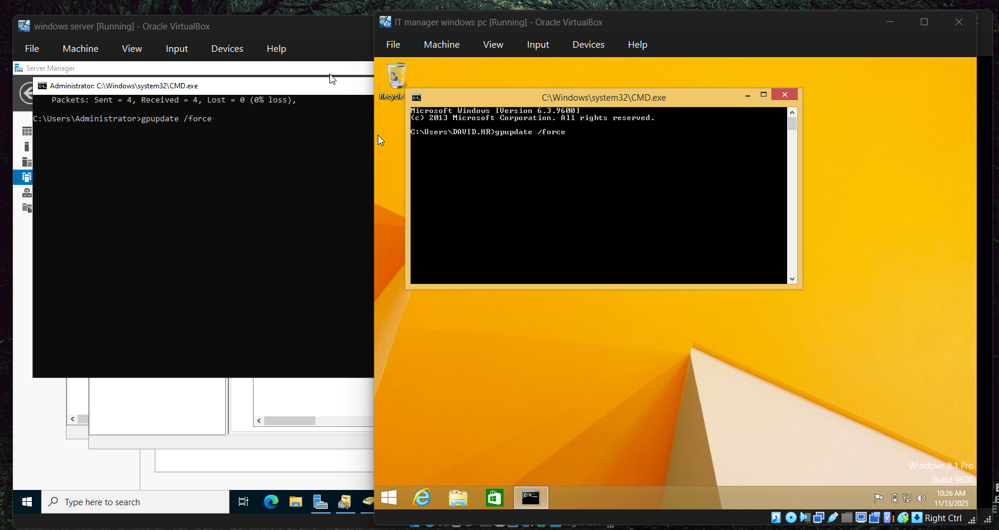 windows server [Running] - Oracle VirtualBox
File Machine View Input Devices Help
Server Manager
Administrator: C:\Windows\system32\CMD.exe
Packets: Sent = 4, Received = 4, Lost = 0 (0% loss),
C:\Users\Administrator>gpupdate /force
Type here to search
IT manager windows pc [Running] - Oracle VirtualBox
File Machine View Input Devices Help
Recycle
C:\Windows\system32\CMD.exe
Microsoft Windows [Version 6.3.9600]
(c) 2013 Microsoft Corporation. All rights reserved.
C:\Users\DAVID.HR>gpupdate /force
Windows 8.1 Pro
Build 9600
10:26 AM
11/13/2025
Right Ctrl